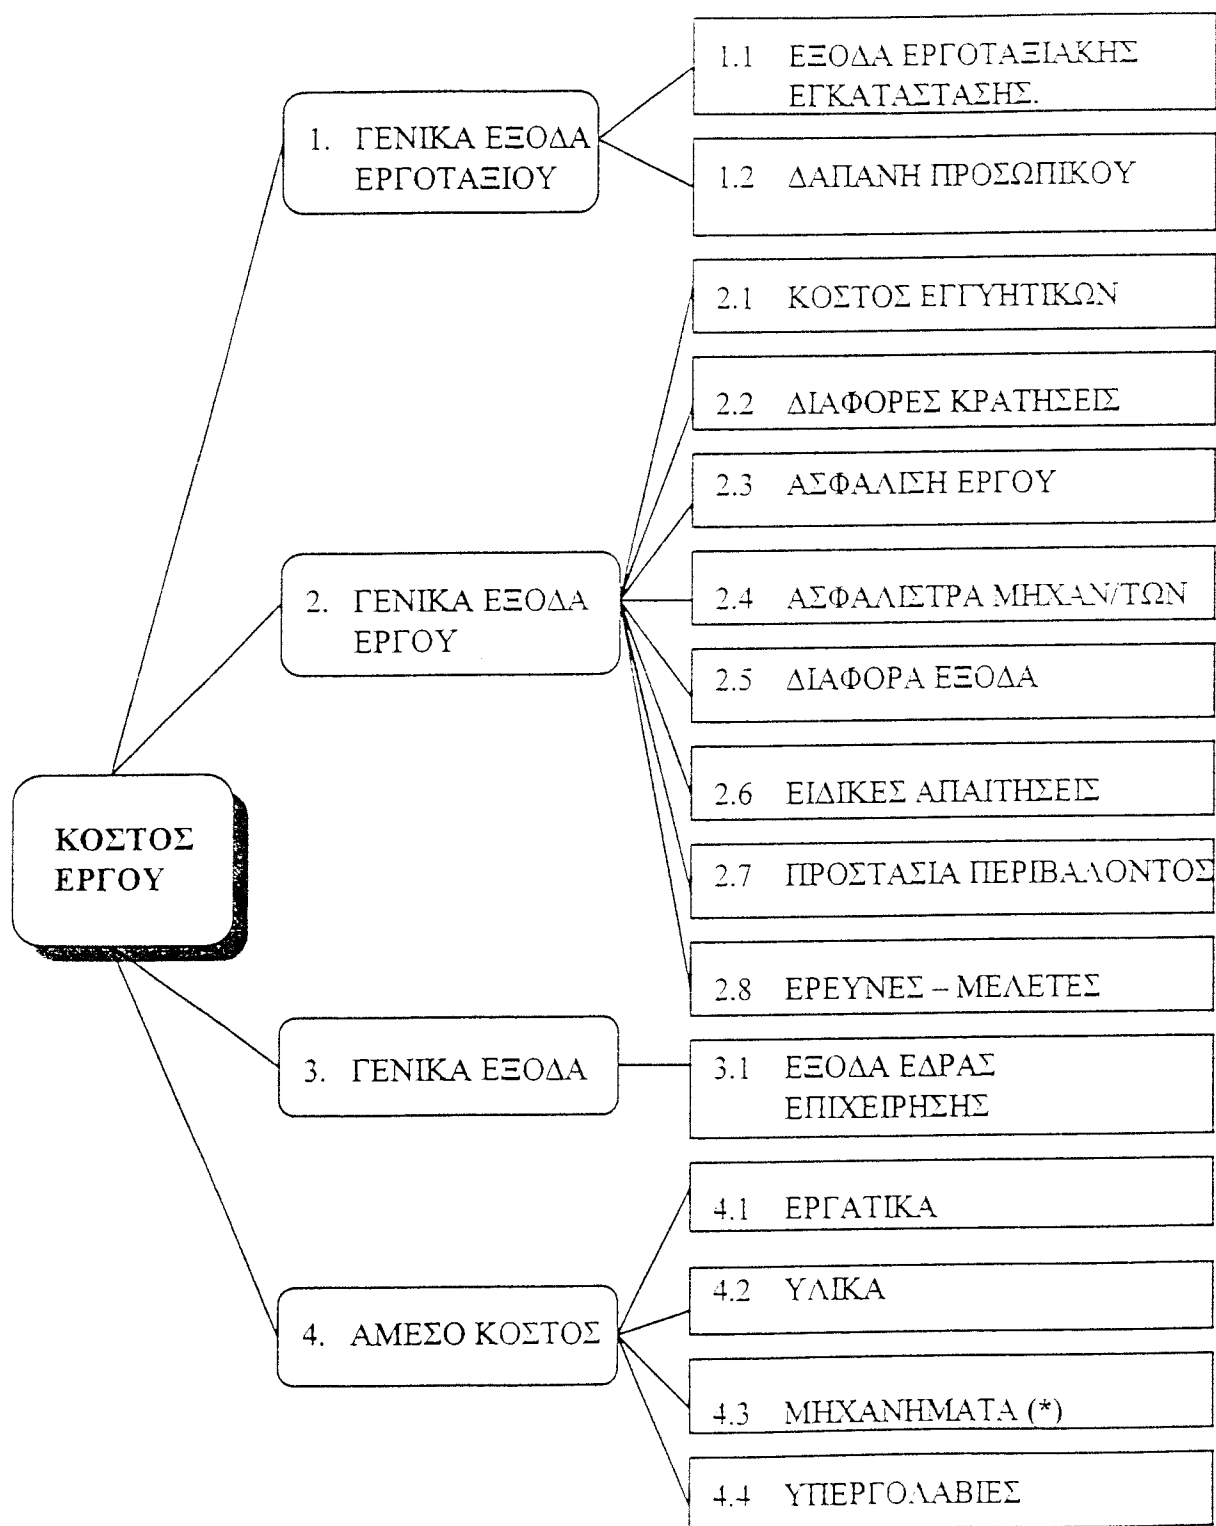 1.1 ΕΞΟΔΑ ΕΡΓΟΤΑΞΙΑΚΗΣ
ΕΓΚΑΤΑΣΤΑΣΗΣ.
1. ΓΕΝΙΚΑ ΕΞΟΔΑ
ΕΡΓΟΤΑΞΙΟΥ
1.2 ΔΑΠΑΝΗ ΠΡΟΣΩΠΙΚΟΥ
2.1 ΚΟΣΤΟΣ ΕΓΓΥΗΤΙΚΩΝ
2.2 ΔΙΑΦΟΡΕΣ ΚΡΑΤΗΣΕΙΣ
2.3 ΑΣΦΑΛΙΣΗ ΕΡΓΟΥ
2. ΓΕΝΙΚΑ ΕΞΟΔΑ
ΕΡΓΟΥ
2.4 ΑΣΦΑΛΙΣΤΡΑ ΜΗΧΑΝ/ΤΩΝ
2.5 ΔΙΑΦΟΡΑ ΕΞΟΔΑ
2.6 ΕΙΔΙΚΕΣ ΑΠΑΙΤΗΣΕΙΣ
ΚΟΣΤΟΣ
ΕΡΓΟΥ
2.7 ΠΡΟΣΤΑΣΙΑ ΠΕΡΙΒΑΛΟΝΤΟΣ
2.8 ΕΡΕΥΝΕΣ – ΜΕΛΕΤΕΣ
3. ΓΕΝΙΚΑ ΕΞΟΔΑ
3.1 ΕΞΟΔΑ ΕΔΡΑΣ
ΕΠΙΧΕΙΡΗΣΗΣ
4.1 ΕΡΓΑΤΙΚΑ
4.2 ΥΛΙΚΑ
4. ΑΜΕΣΟ ΚΟΣΤΟΣ
4.3 ΜΗΧΑΝΗΜΑΤΑ (*)
4.4 ΥΠΕΡΓΟΛΑΒΙΕΣ